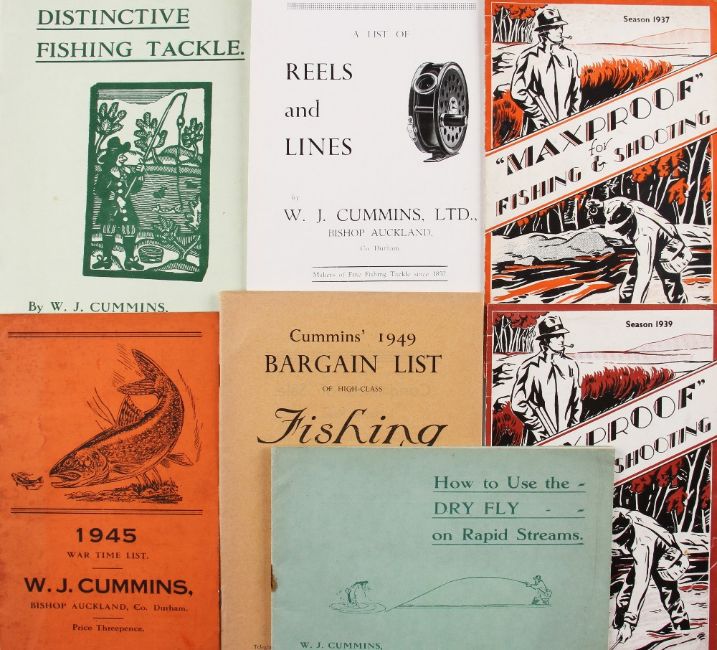 DISTINCTIVE
FISHING TACKLE.
By W. J. CUMMINS.
A LIST OF
REELS
and
LINES
by
W. J. CUMMINS, LTD.,
BISHOP AUCKLAND,
Co. Durham.
Makers of Fine Fishing Tackle since 1857
Season 1937
"MAXPROOF"
for
FISHING & SHOOTING
1945
WAR TIME LIST.
W. J. CUMMINS,
BISHOP AUCKLAND, Co. Durham.
Price Threepence.
Cummins' 1949
BARGAIN LIST
OF HIGH-CLASS
Fishing
Season 1939
XPROOF"
SHOOTING
How to Use the -
DRY FLY - -
on Rapid Streams.
W. J. CUMMINS,